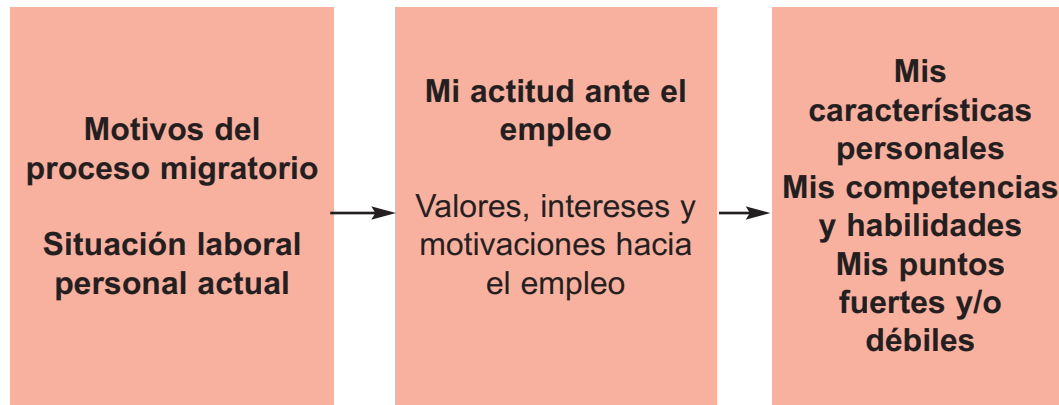 Motivos del
proceso migratorio
Situación laboral
personal actual
Mi actitud ante el
empleo
Valores, intereses y
motivaciones hacia
el empleo
Mis
características
personales
Mis competencias
y habilidades
Mis puntos
fuertes y/o
débiles